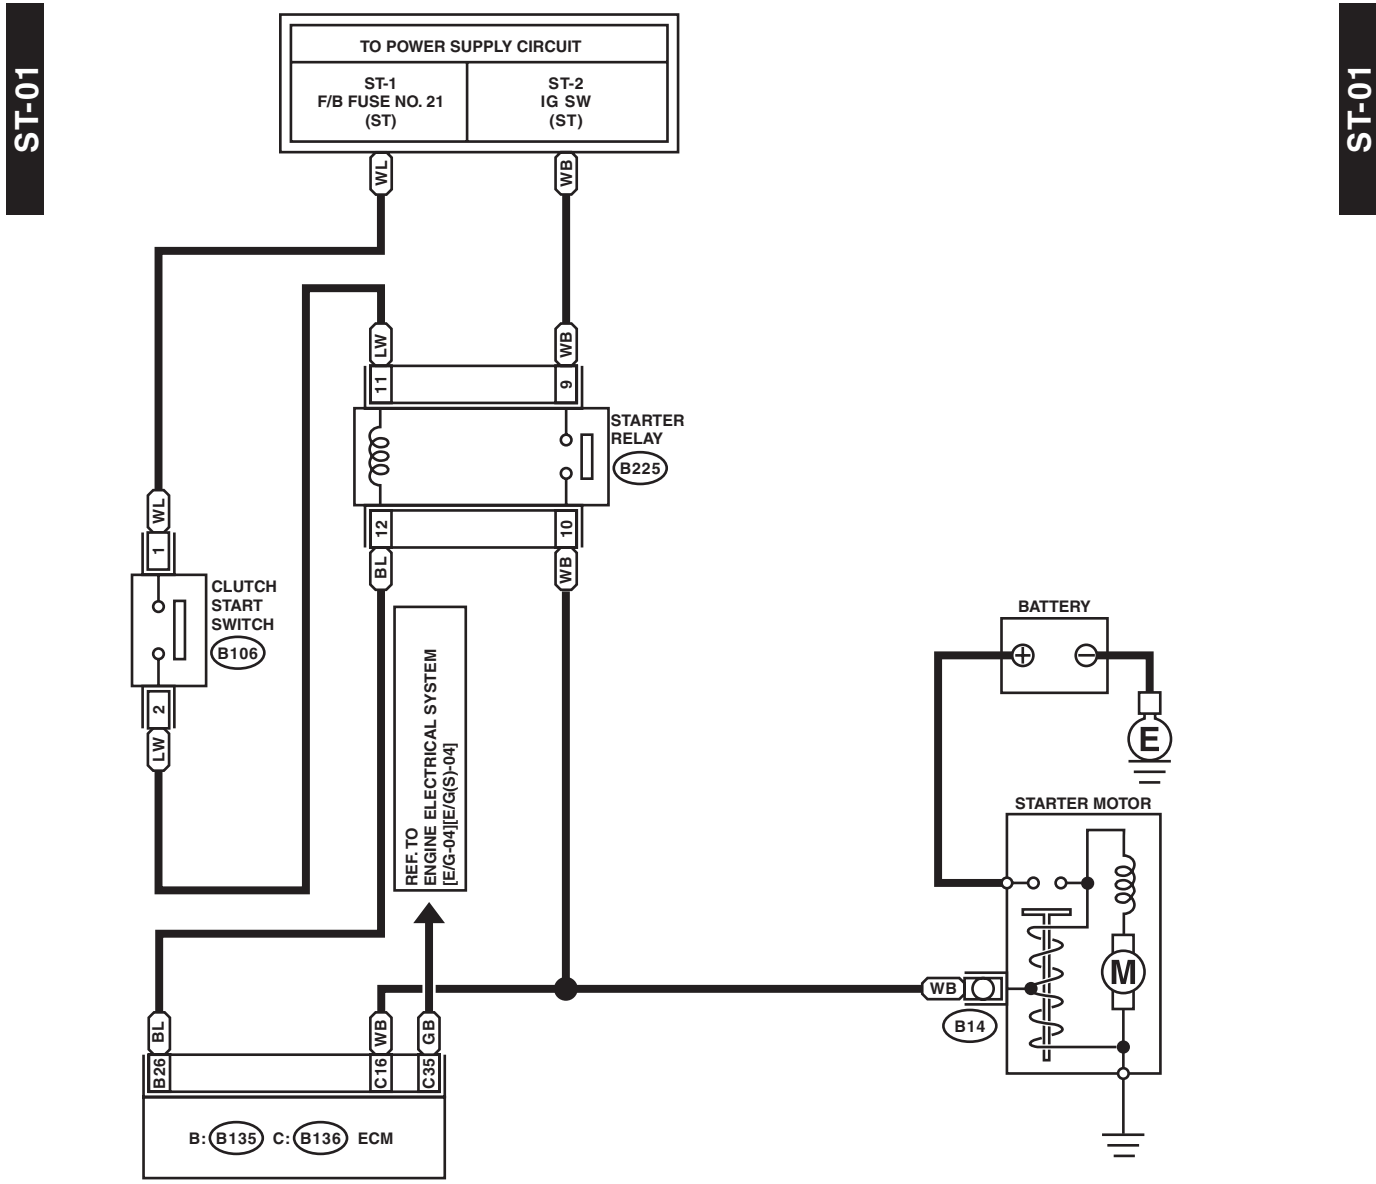 ST-01
ST-01
TO POWER SUPPLY CIRCUIT
ST-1
F/B FUSE NO. 21
(ST)
ST-2
IG SW
(ST)
WL
WB
LW
WB
11
9
STARTER
RELAY
B225
12
10
BL
WB
WL
1
CLUTCH
START
SWITCH
B106
2
LW
REF. TO
ENGINE ELECTRICAL SYSTEM
[E/G-04][E/G(S)-04]
BATTERY
+
−
E
STARTER MOTOR
M
WB
B14
BL
WB
GB
B26
C16
C35
B: B135 C: B136 ECM